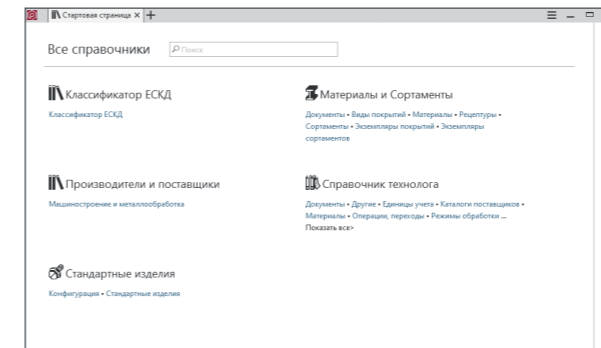 Стартовая страница
Все справочники
Поиск
Классификатор ЕСКД
Классификатор ЕСКД
Материалы и Сортаменты
Документы • Виды покрытий • Материалы • Рецептуры •
Сортаменты • Экземпляры покрытий • Экземпляры
сортаментов
Производители и поставщики
Машиностроение и металлообработка
Справочник технолога
Документы • Другие • Единицы учета • Каталоги поставщиков •
Материалы • Операции, переходы • Режимы обработки ...
Показать все>
Стандартные изделия
Конфигурация • Стандартные изделия